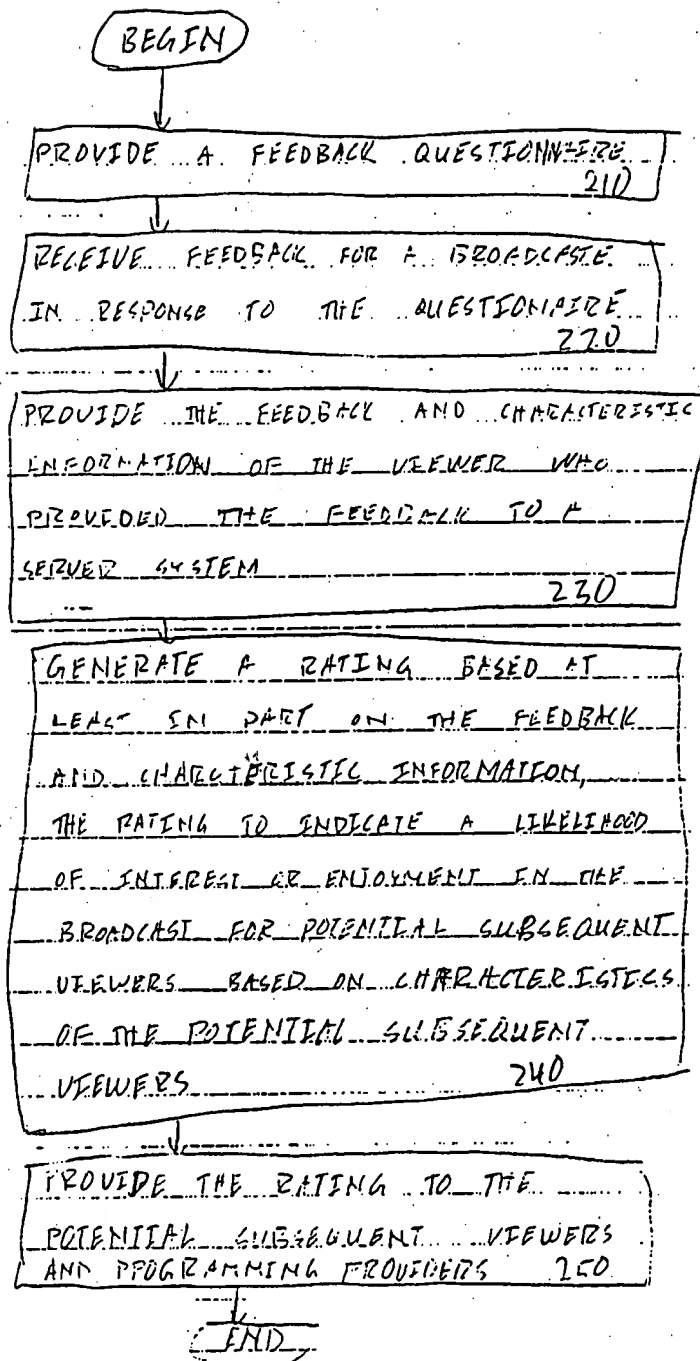 BEGIN
PROVIDE A FEEDBACK QUESTIONNAIRE
210
RECEIVE FEEDBACK FOR A BROADCAST
IN RESPONSE TO THE QUESTIONAIRE
220
PROVIDE THE FEEDBACK AND CHARACTERISTIC
INFORMATION OF THE VIEWER WHO
PROVIDED THE FEEDBACK TO A
SERVER SYSTEM
230
GENERATE A RATING BASED AT
LEAST IN PART ON THE FEEDBACK
AND CHARCTERISTIC INFORMATION,
THE RATING TO INDICATE A LIKELIHOOD
OF INTEREST OR ENJOYMENT IN THE
BROADCAST FOR POTENTIAL SUBSEQUENT
VIEWERS BASED ON CHARACTERISTICS
OF THE POTENTIAL SUBSEQUENT
VIEWERS 240
PROVIDE THE RATING TO THE
POTENTIAL SUBSEQUENT VIEWERS
AND PROGRAMMING PROVIDERS 250
END